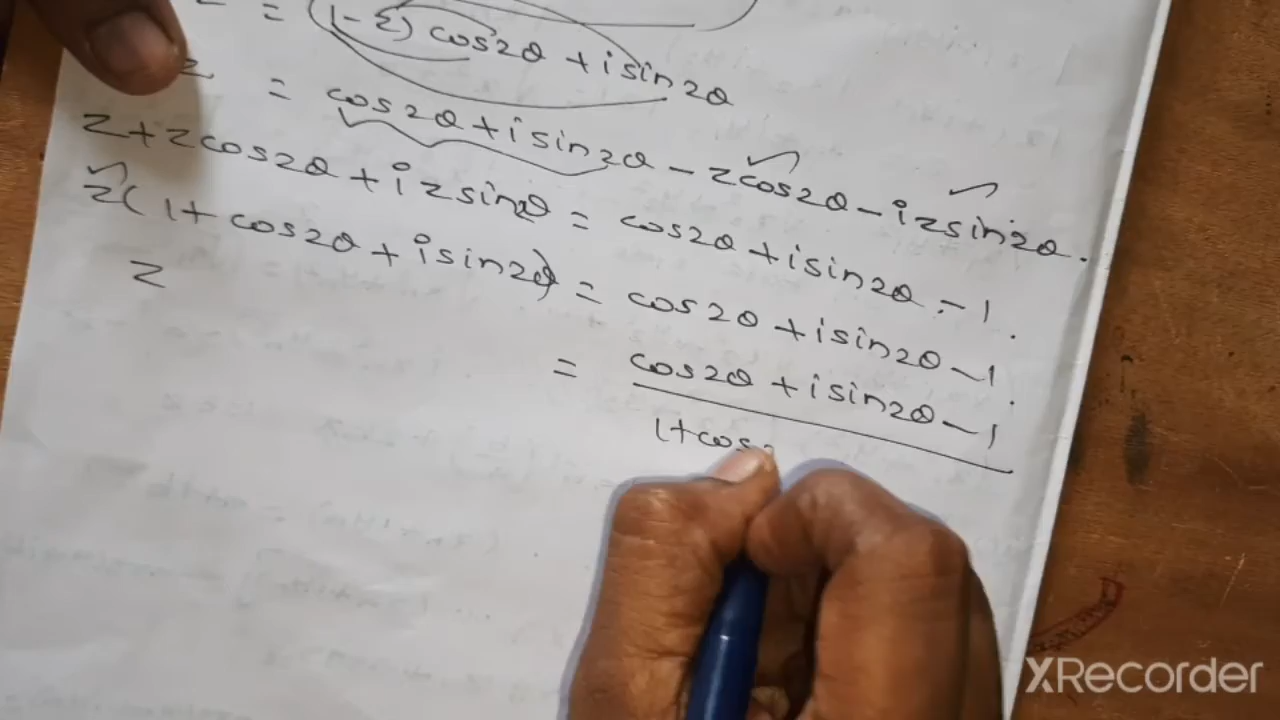 = (1-z) cos2θ + isin2θ
z = cos2θ + isin2θ - zcos2θ - izsin2θ.
z + zcos2θ + izsin2θ = cos2θ + isin2θ - 1.
z(1 + cos2θ + isin2θ) = cos2θ + isin2θ - 1.
z = cos2θ + isin2θ - 1
1+cos
XRecorder